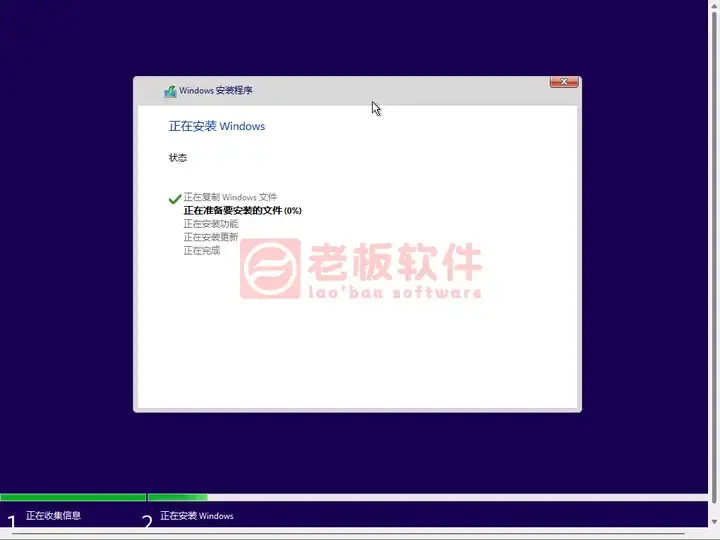 Windows 安装程序
正在安装 Windows
状态
正在复制 Windows 文件
正在准备要安装的文件 (0%)
正在安装功能
正在安装更新
正在完成
老板软件
lao'ban software
1 正在收集信息
2 正在安装 Windows